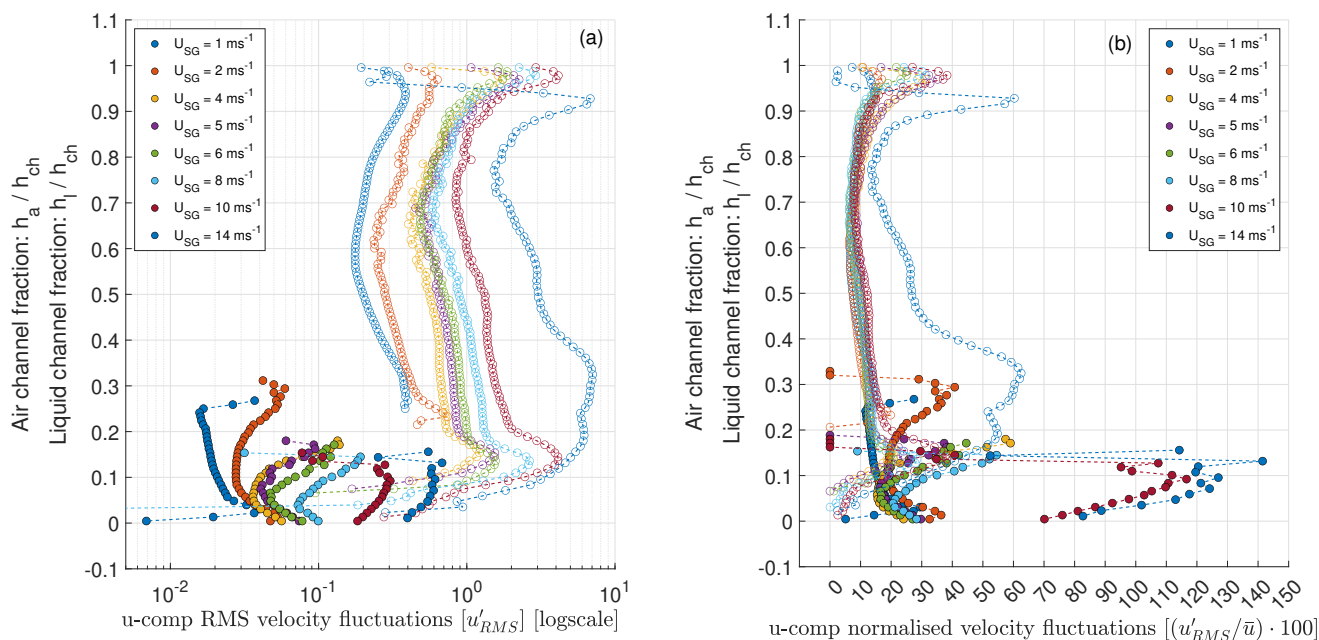 (a)
U_SG = 1 ms^-1
U_SG = 2 ms^-1
U_SG = 4 ms^-1
U_SG = 5 ms^-1
U_SG = 6 ms^-1
U_SG = 8 ms^-1
U_SG = 10 ms^-1
U_SG = 14 ms^-1
Air channel fraction: h_a / h_ch
Liquid channel fraction: h_l / h_ch
1.1
1
0.9
0.8
0.7
0.6
0.5
0.4
0.3
0.2
0.1
0
-0.1
10^-2
10^-1
10^0
10^1
u-comp RMS velocity fluctuations [u′_RMS] [logscale]
(b)
U_SG = 1 ms^-1
U_SG = 2 ms^-1
U_SG = 4 ms^-1
U_SG = 5 ms^-1
U_SG = 6 ms^-1
U_SG = 8 ms^-1
U_SG = 10 ms^-1
U_SG = 14 ms^-1
Air channel fraction: h_a / h_ch
Liquid channel fraction: h_l / h_ch
1.1
1
0.9
0.8
0.7
0.6
0.5
0.4
0.3
0.2
0.1
0
-0.1
0 10 20 30 40 50 60 70 80 90 100 110 120 130 140 150
u-comp normalised velocity fluctuations [(u′_RMS/ū) · 100]